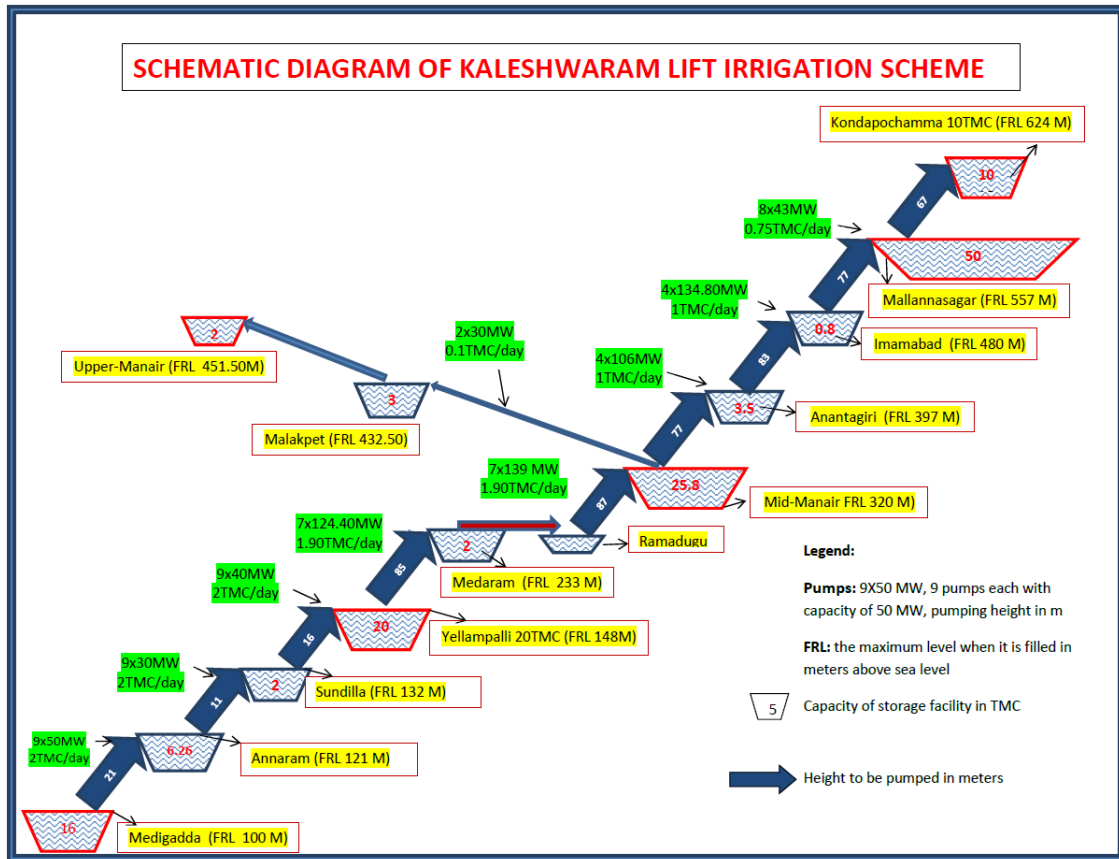 SCHEMATIC DIAGRAM OF KALESHWARAM LIFT IRRIGATION SCHEME
Kondapochamma 10TMC (FRL 624 M)
10
67
8x43MW
0.75TMC/day
50
77
Mallannasagar (FRL 557 M)
4x134.80MW
1TMC/day
0.8
Imamabad (FRL 480 M)
83
2x30MW
0.1TMC/day
2
Upper-Manair (FRL 451.50M)
4x106MW
1TMC/day
3
3.5
Anantagiri (FRL 397 M)
Malakpet (FRL 432.50)
77
7x139 MW
1.90TMC/day
25.8
87
Mid-Manair FRL 320 M)
7x124.40MW
1.90TMC/day
2
Ramadugu
85
Medaram (FRL 233 M)
9x40MW
2TMC/day
20
Yellampalli 20TMC (FRL 148M)
16
9x30MW
2TMC/day
2
Sundilla (FRL 132 M)
11
9x50MW
2TMC/day
6.26
Annaram (FRL 121 M)
21
16
Medigadda (FRL 100 M)
Legend:
Pumps: 9X50 MW, 9 pumps each with
capacity of 50 MW, pumping height in m
FRL: the maximum level when it is filled in
meters above sea level
5 Capacity of storage facility in TMC
Height to be pumped in meters